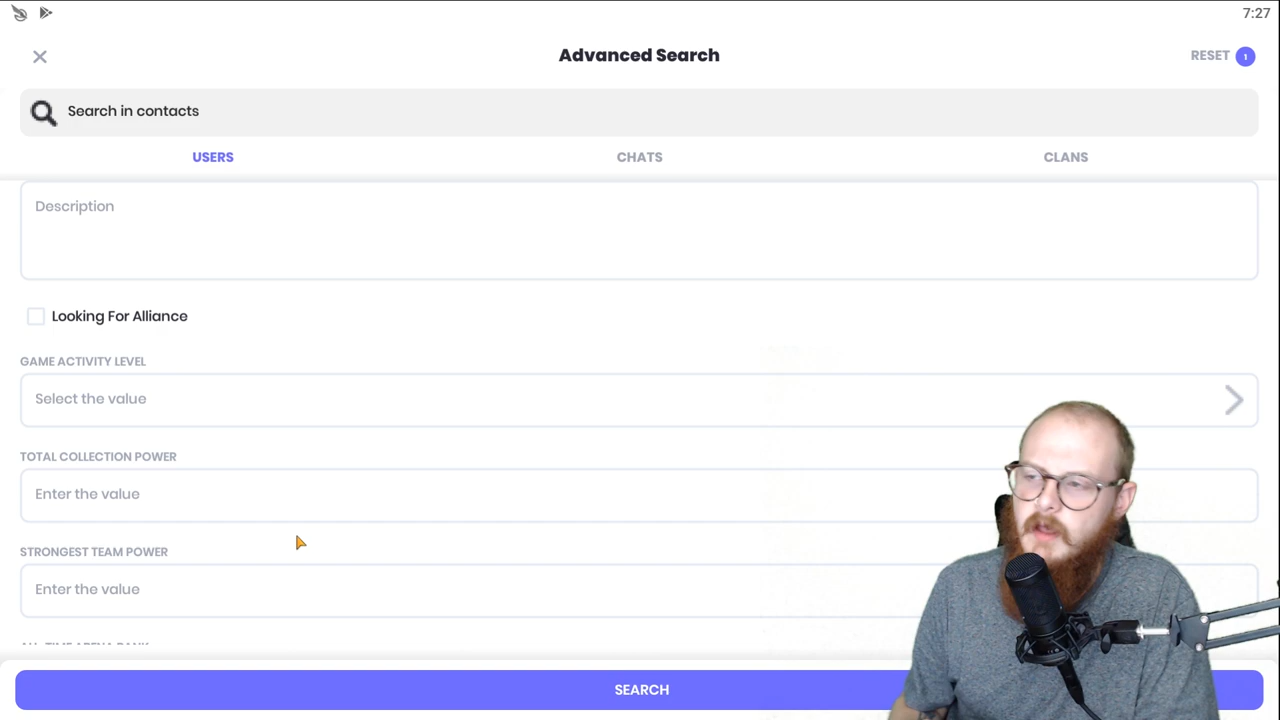 7:27
Advanced Search
RESET 1
Search in contacts
USERS CHATS CLANS
Description
Looking For Alliance
GAME ACTIVITY LEVEL
Select the value
TOTAL COLLECTION POWER
Enter the value
STRONGEST TEAM POWER
Enter the value
SEARCH